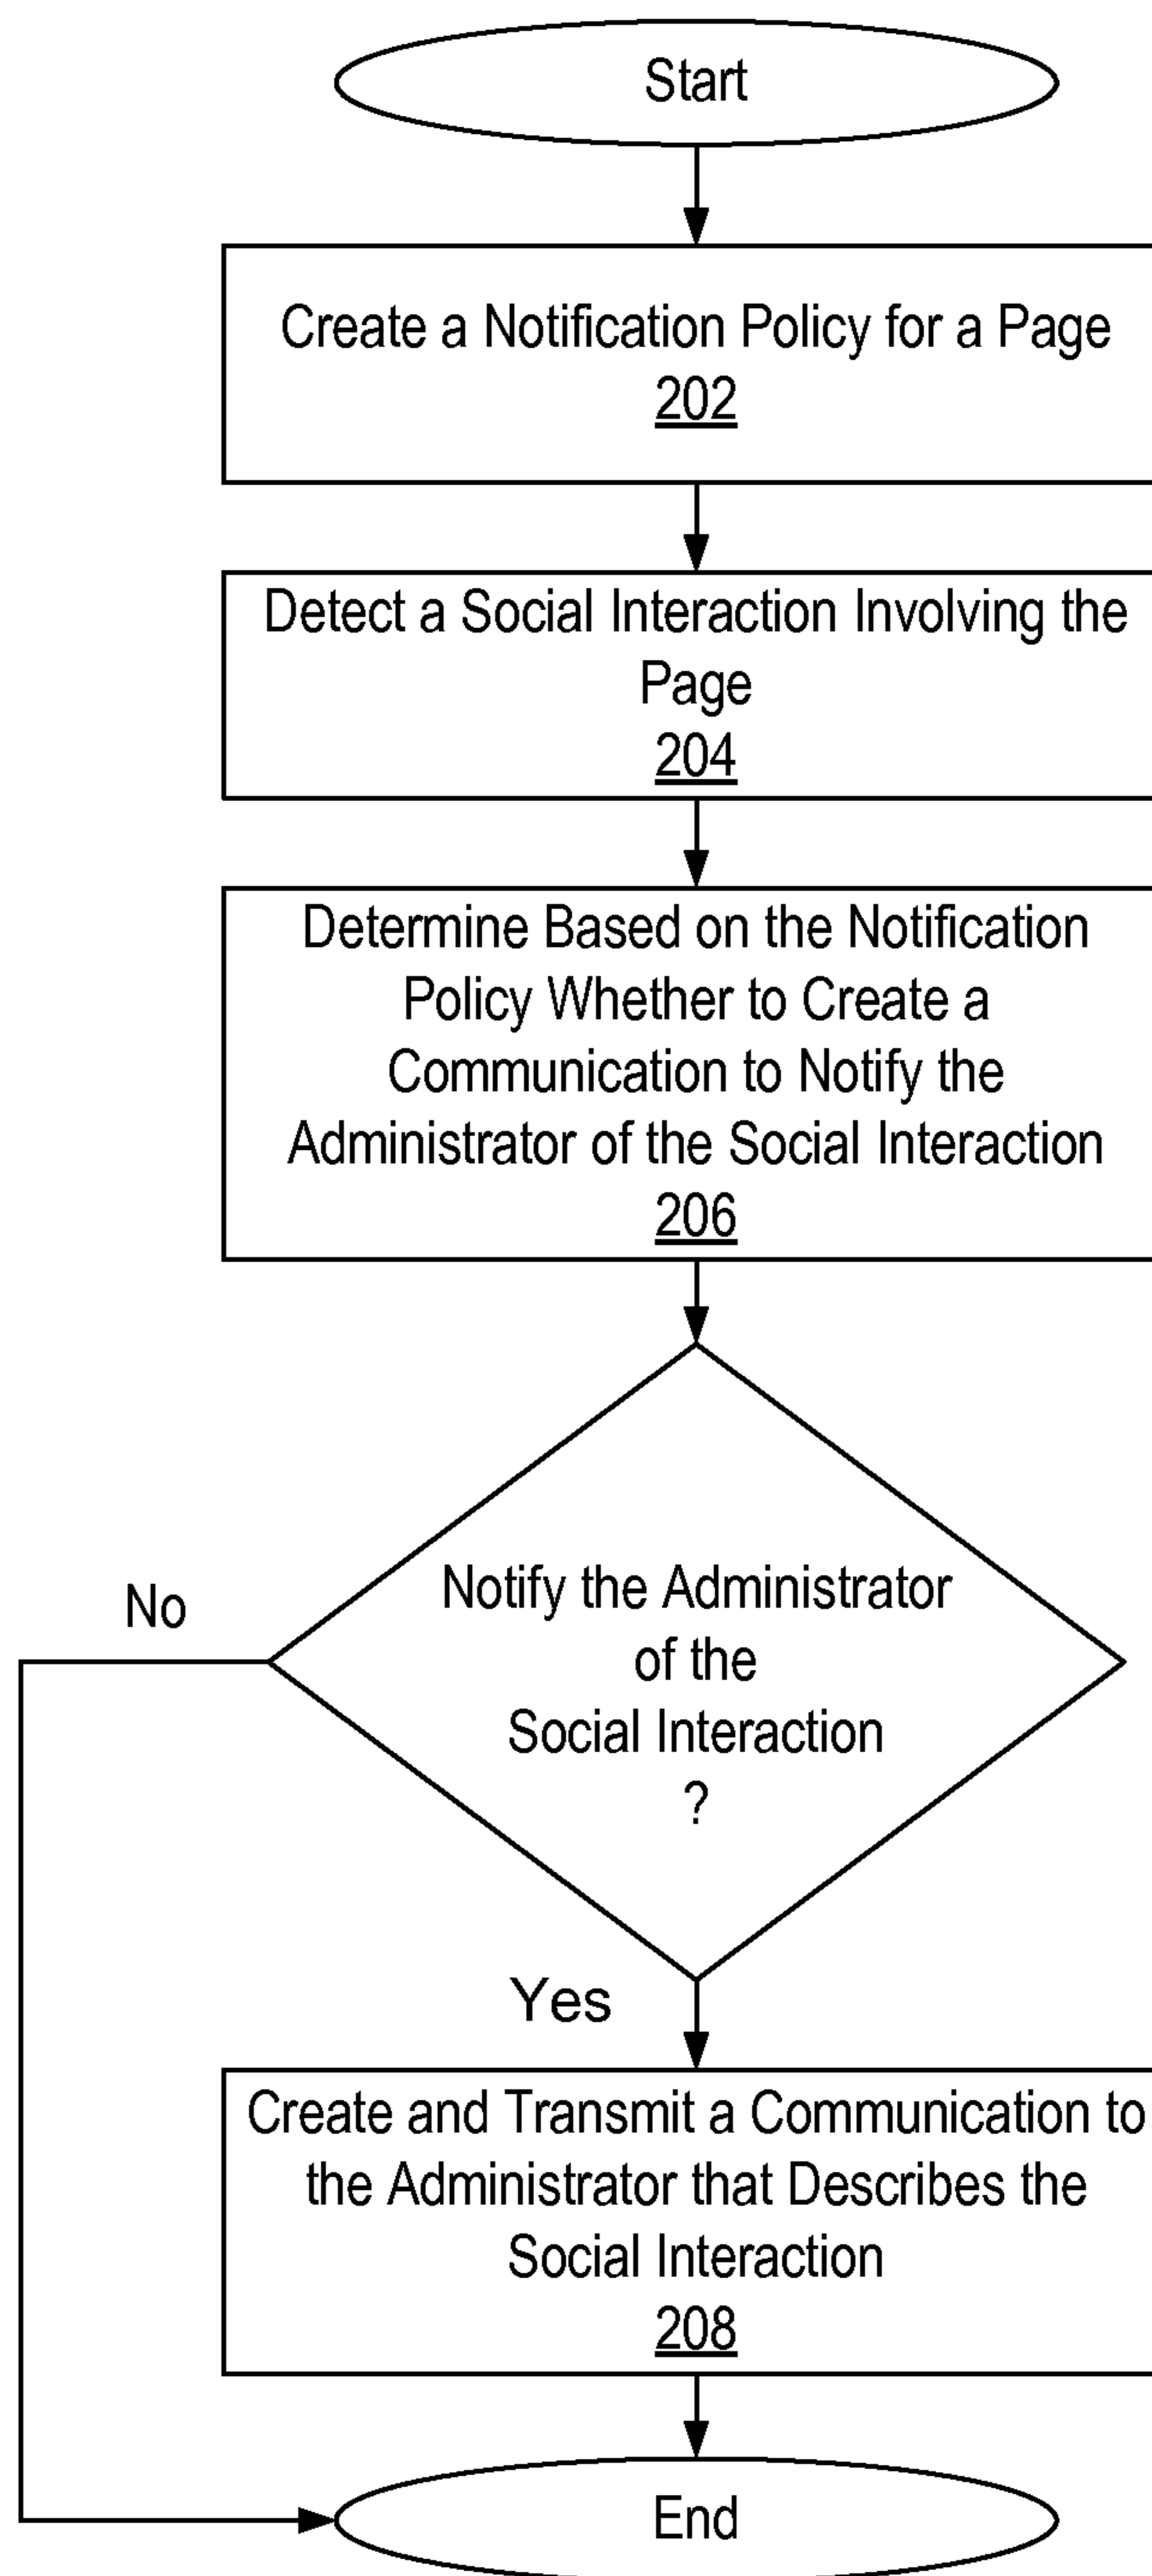 Start
Create a Notification Policy for a Page
202
Detect a Social Interaction Involving the
Page
204
Determine Based on the Notification
Policy Whether to Create a
Communication to Notify the
Administrator of the Social Interaction
206
Notify the Administrator
of the
Social Interaction
?
No
Yes
Create and Transmit a Communication to
the Administrator that Describes the
Social Interaction
208
End